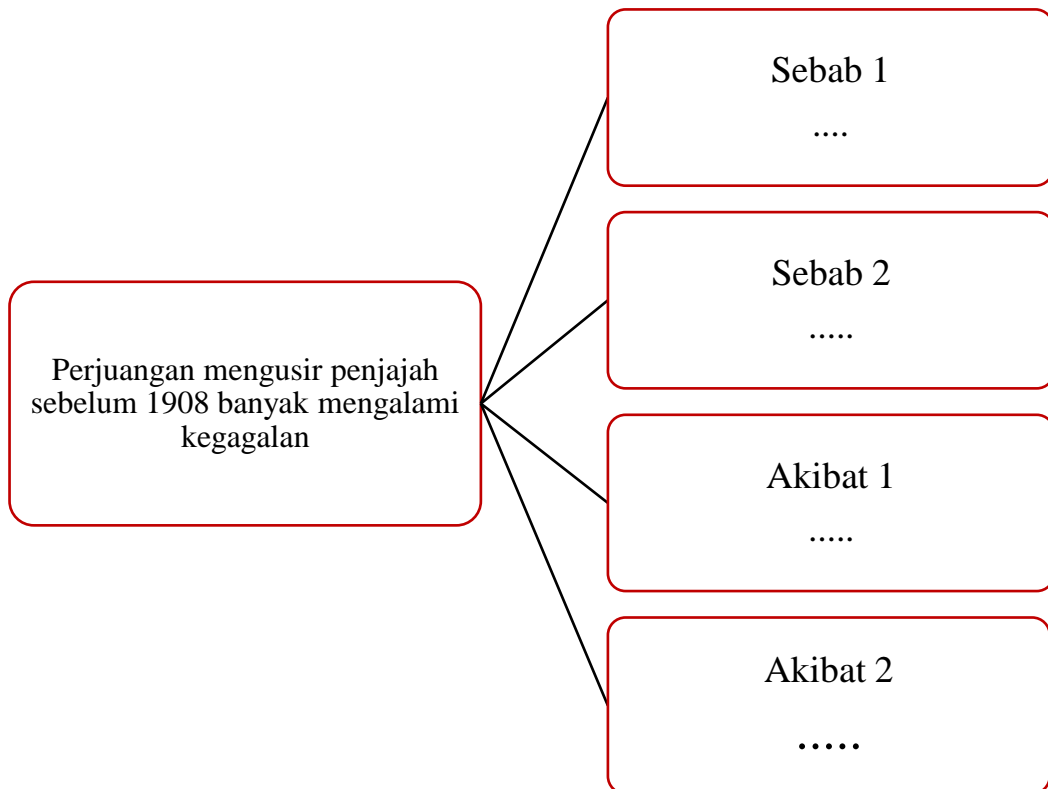 Sebab 1
....
Sebab 2
.....
Perjuangan mengusir penjajah
sebelum 1908 banyak mengalami
kegagalan
Akibat 1
.....
Akibat 2
.....